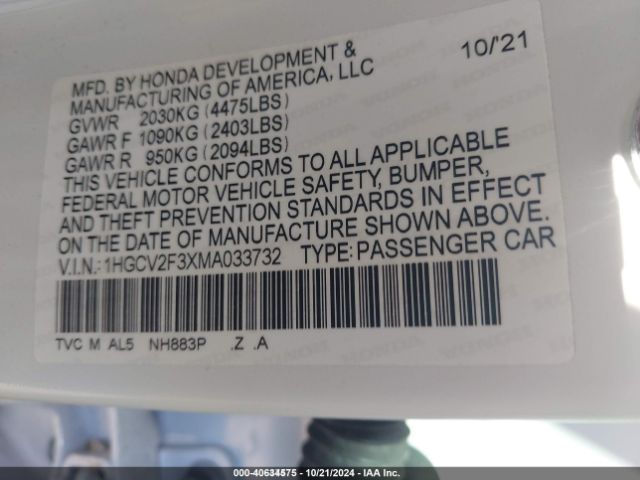 MFD. BY HONDA DEVELOPMENT & 10/'21
MANUFACTURING OF AMERICA, LLC
GVWR 2030KG (4475LBS)
GAWR F 1090KG (2403LBS)
GAWR R 950KG (2094LBS)
THIS VEHICLE CONFORMS TO ALL APPLICABLE
FEDERAL MOTOR VEHICLE SAFETY, BUMPER,
AND THEFT PREVENTION STANDARDS IN EFFECT
ON THE DATE OF MANUFACTURE SHOWN ABOVE.
V.I.N.:1HGCV2F3XMA033732 TYPE:PASSENGER CAR
TVC M AL5 NH883P .Z .A
000-40634575 - 10/21/2024 - IAA Inc.